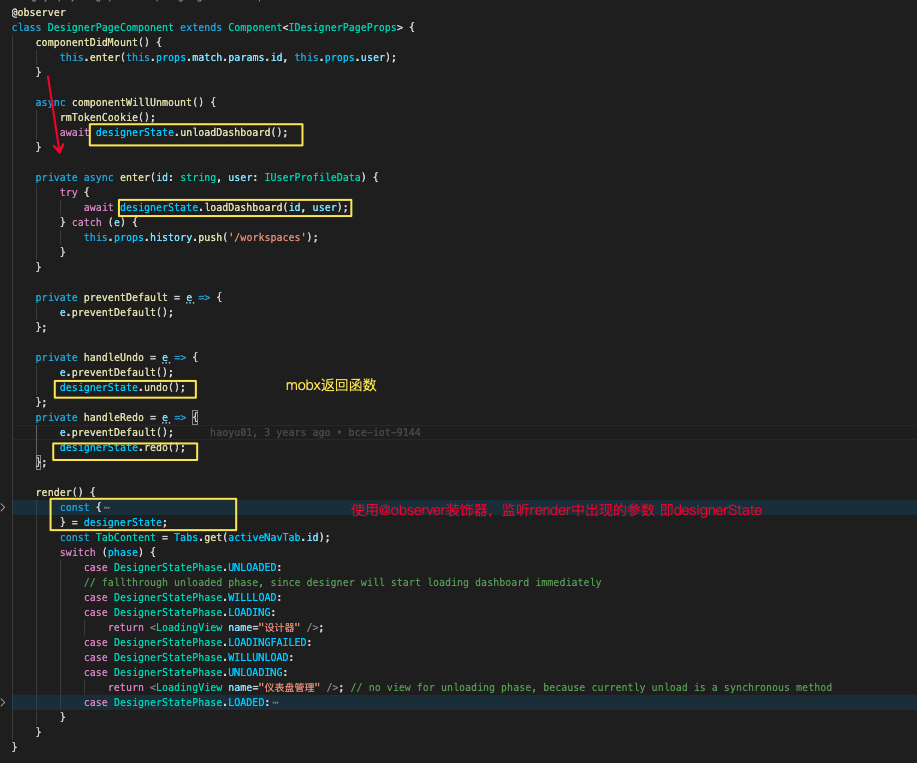 @observer
class DesignerPageComponent extends Component<IDesignerPageProps> {
componentDidMount() {
this.enter(this.props.match.params.id, this.props.user);
}
async componentWillUnmount() {
rmTokenCookie();
await designerState.unloadDashboard();
}
private async enter(id: string, user: IUserProfileData) {
try {
await designerState.loadDashboard(id, user);
} catch (e) {
this.props.history.push('/workspaces');
}
}
private preventDefault = e => {
e.preventDefault();
};
private handleUndo = e => {
e.preventDefault();
designerState.undo();
mobx返回函数
};
private handleRedo = e => {
e.preventDefault(); haoyu01, 3 years ago • bce-iot-9144
designerState.redo();
};
render() {
const {⋯
使用@observer装饰器，监听render中出现的参数 即designerState
} = designerState;
const TabContent = Tabs.get(activeNavTab.id);
switch (phase) {
case DesignerStatePhase.UNLOADED:
// fallthrough unloaded phase, since designer will start loading dashboard immediately
case DesignerStatePhase.WILLLOAD:
case DesignerStatePhase.LOADING:
return <LoadingView name="设计器" />;
case DesignerStatePhase.LOADINGFAILED:
case DesignerStatePhase.WILLUNLOAD:
case DesignerStatePhase.UNLOADING:
return <LoadingView name="仪表盘管理" />; // no view for unloading phase, because currently unload is a synchronous method
case DesignerStatePhase.LOADED:⋯
}
}
}